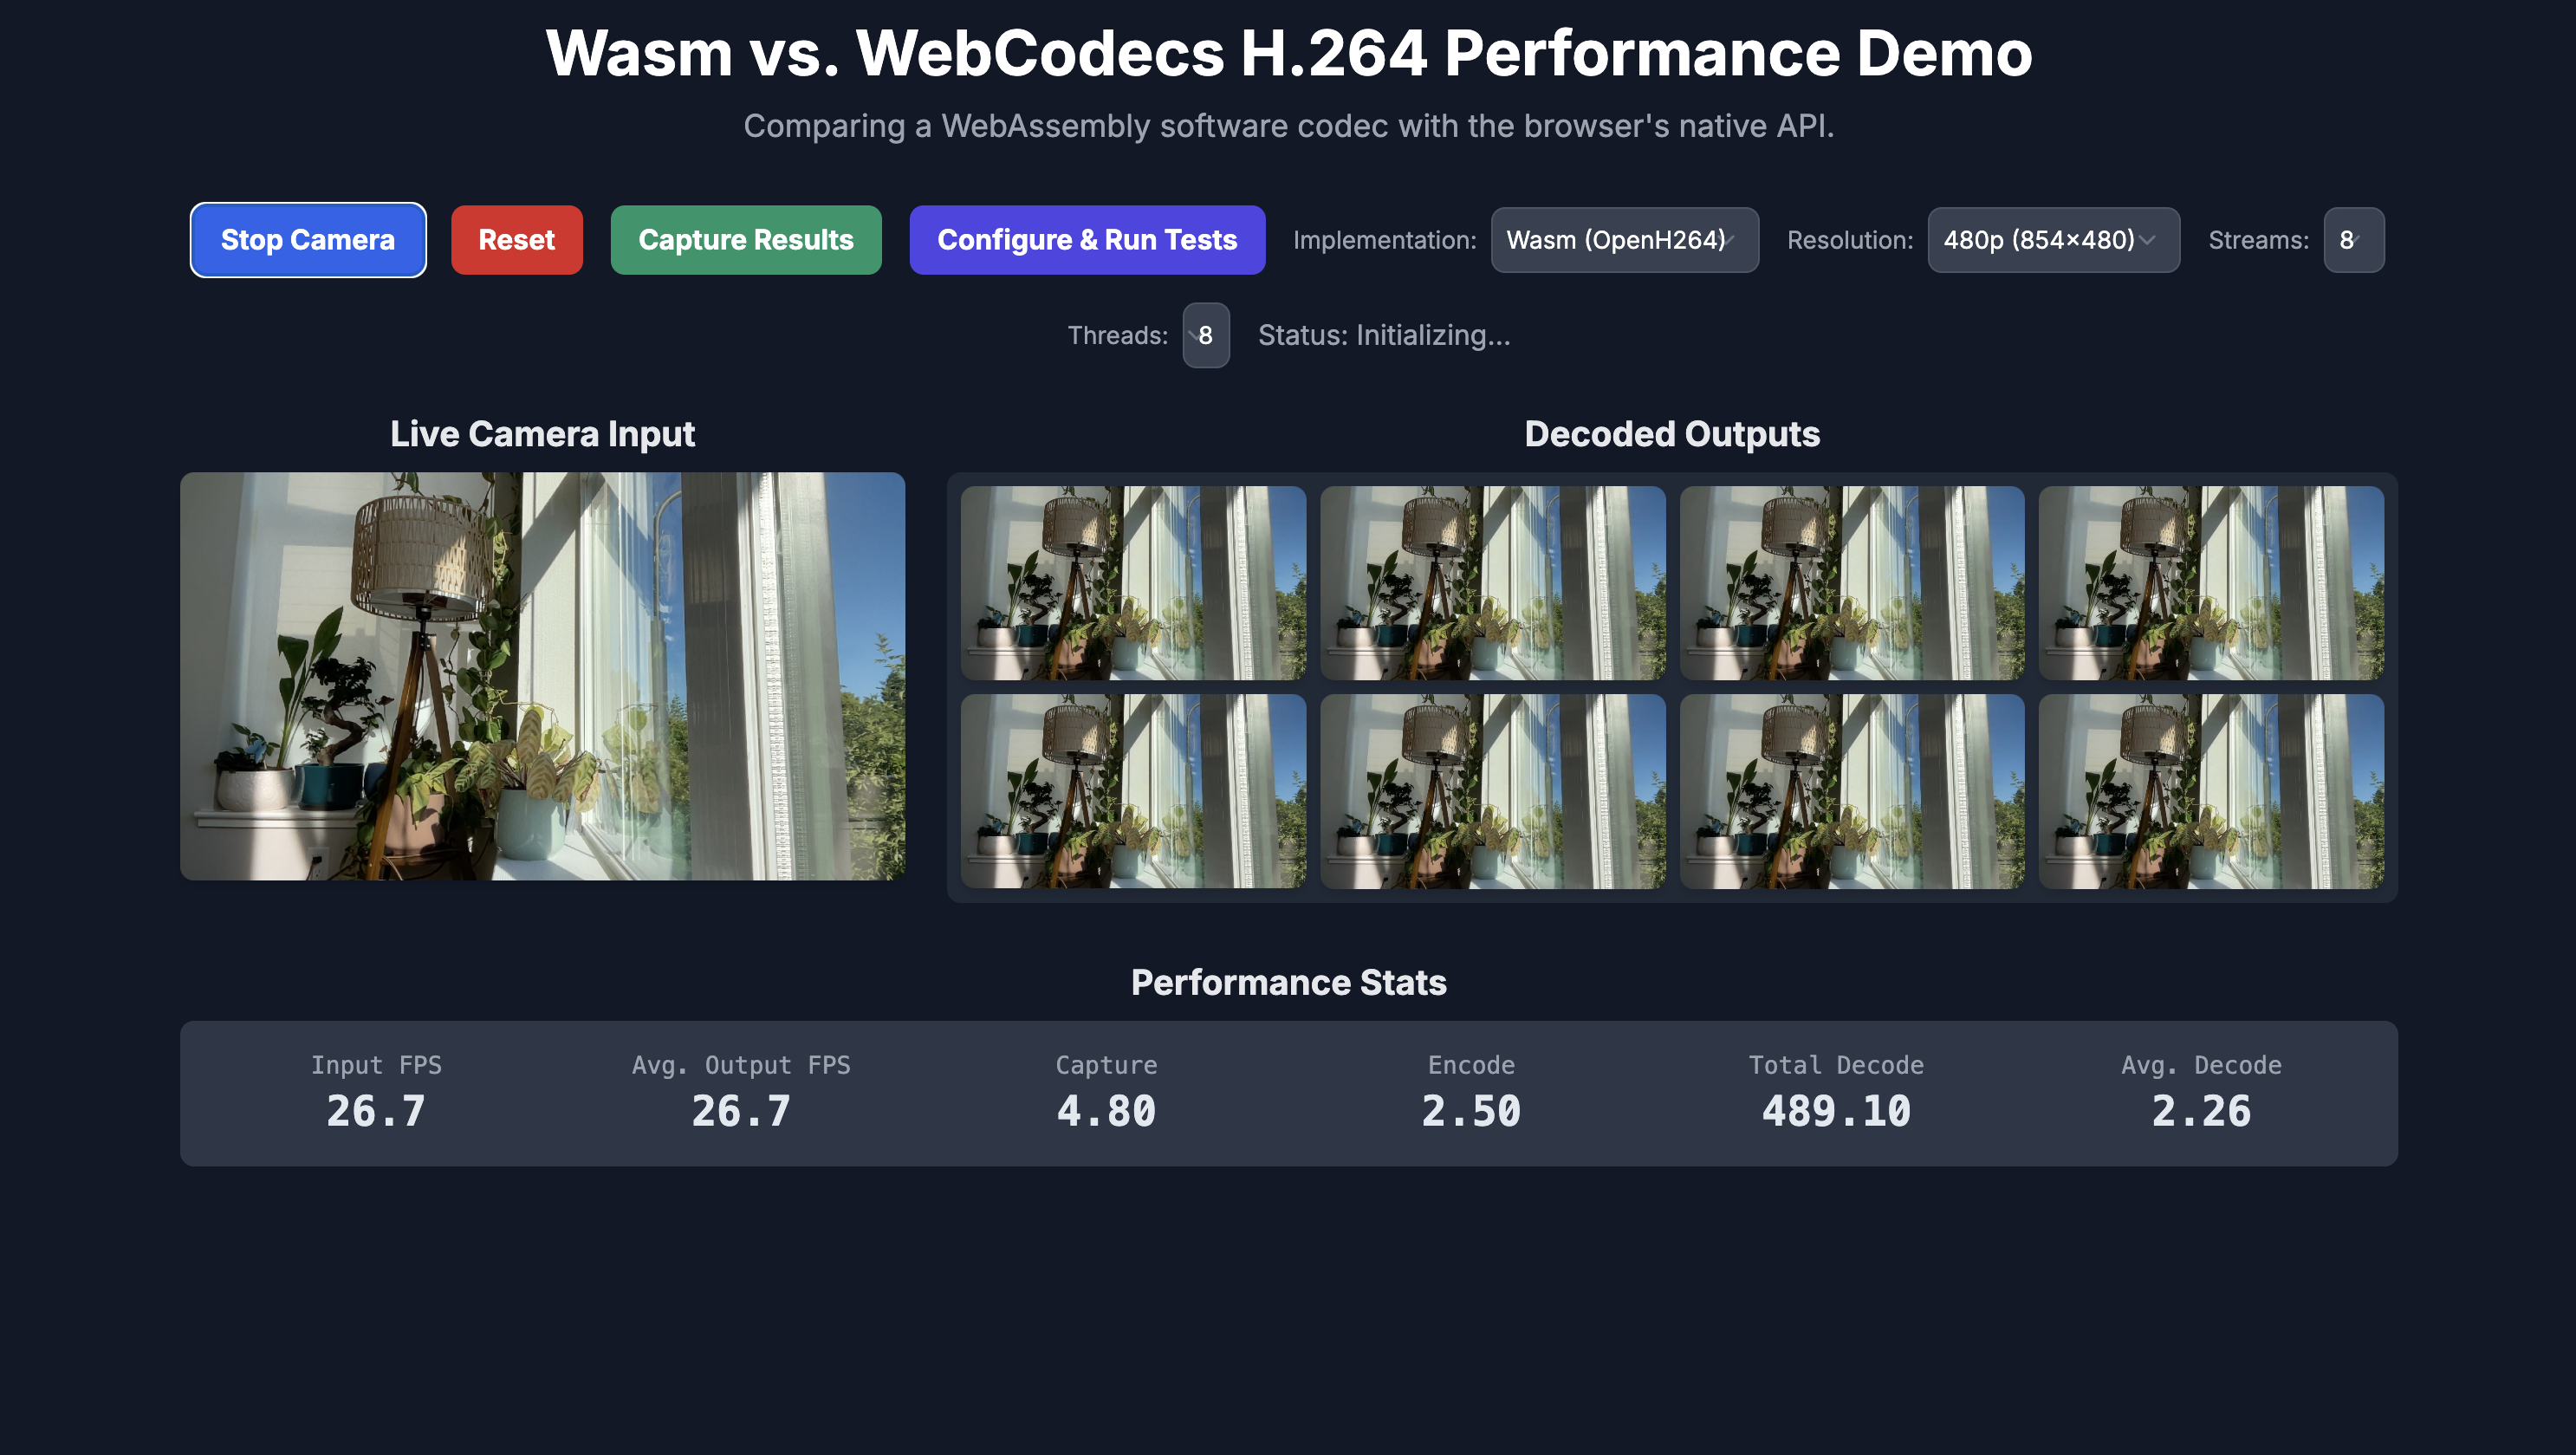 Wasm vs. WebCodecs H.264 Performance Demo
Comparing a WebAssembly software codec with the browser's native API.
Stop Camera Reset Capture Results Configure & Run Tests Implementation: Wasm (OpenH264) Resolution: 480p (854×480) Streams: 8
Threads: 8 Status: Initializing...
Live Camera Input Decoded Outputs
Performance Stats
Input FPS Avg. Output FPS Capture Encode Total Decode Avg. Decode
26.7 26.7 4.80 2.50 489.10 2.26